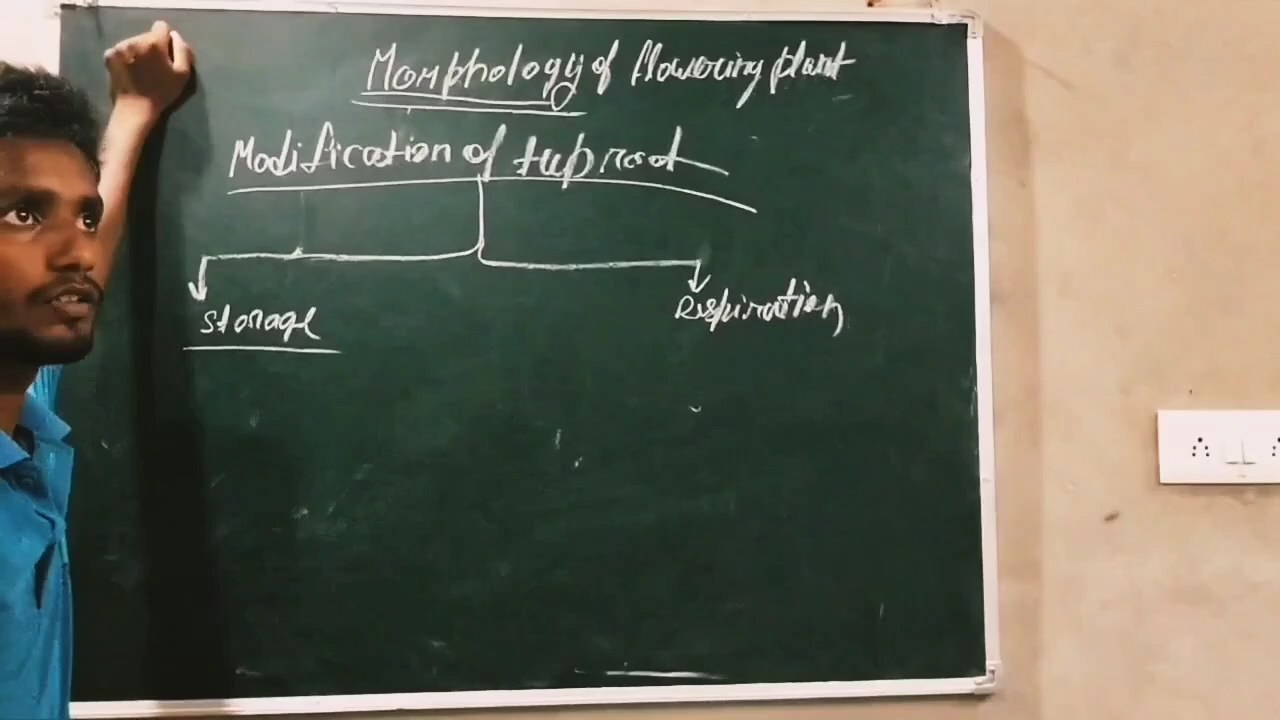 Morphology of flowering plant
Modification of tap root
Storage
Respiration